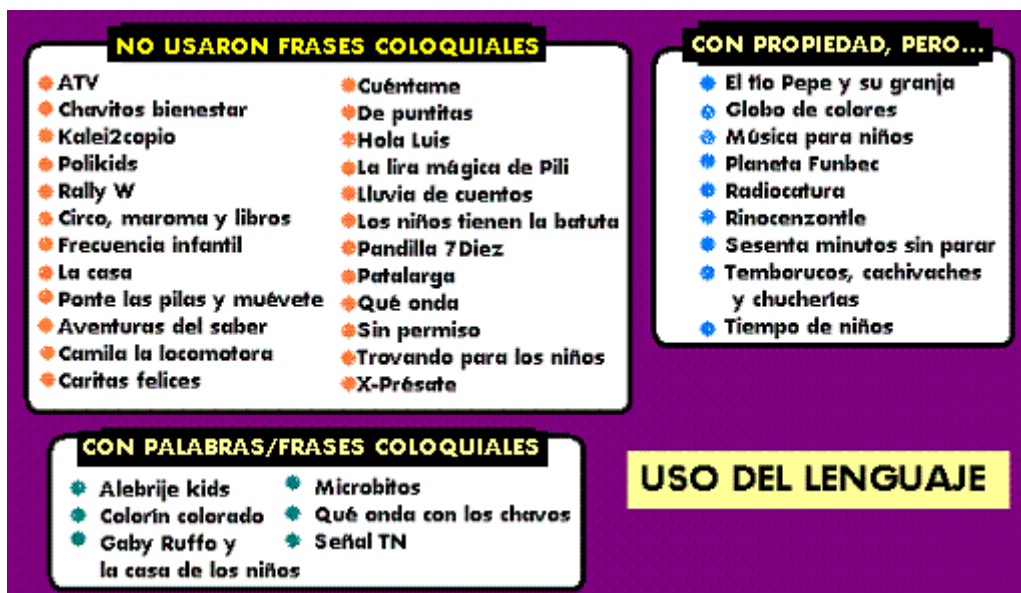 NO USARON FRASES COLOQUIALES
ATV
Chavitos bienestar
Kalei2copio
Polikids
Rally W
Circo, maroma y libros
Frecuencia infantil
La casa
Ponte las pilas y muévete
Aventuras del saber
Camila la locomotora
Caritas felices
Cuéntame
De puntitas
Hola Luis
La lira mágica de Pili
Lluvia de cuentos
Los niños tienen la batuta
Pandilla 7Diez
Patalarga
Qué onda
Sin permiso
Trovando para los niños
X-Présate
CON PROPIEDAD, PERO...
El tío Pepe y su granja
Globo de colores
Música para niños
Planeta Funbec
Radiocatura
Rinocenzontle
Sesenta minutos sin parar
Temborucos, cachivaches
y chucherías
Tiempo de niños
CON PALABRAS/FRASES COLOQUIALES
Alebrije kids
Colorín colorado
Gaby Ruffo y
la casa de los niños
Microbitos
Qué onda con los chavos
Señal TN
USO DEL LENGUAJE